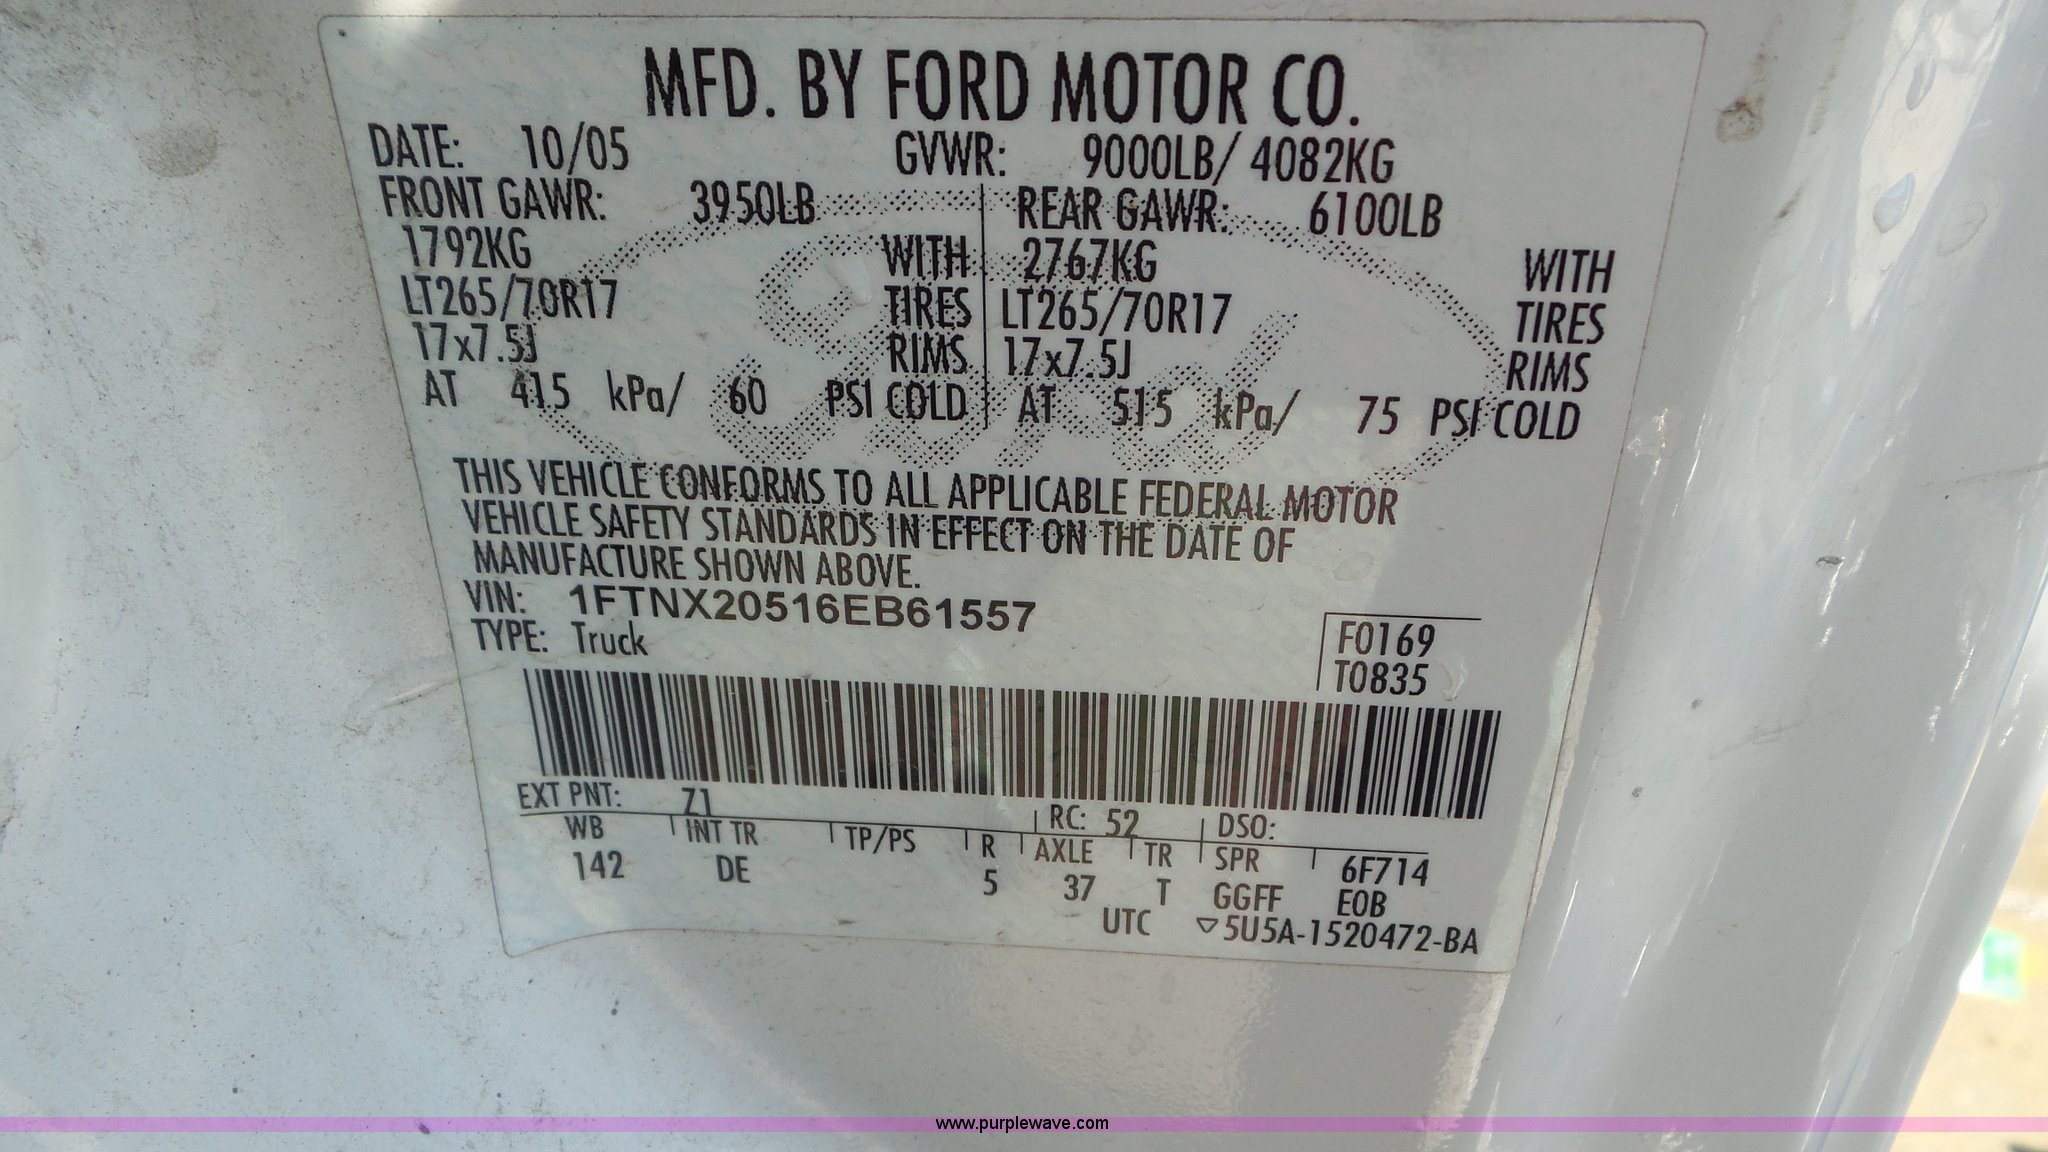 MFD. BY FORD MOTOR CO.
DATE: 10/05 GVWR: 9000LB/ 4082KG
FRONT GAWR: 3950LB REAR GAWR: 6100LB
1792KG WITH 2767KG WITH
LT265/70R17 TIRES LT265/70R17 TIRES
17x7.5J RIMS 17x7.5J RIMS
AT 415 kPa/ 60 PSI COLD AT 515 kPa/ 75 PSI COLD
THIS VEHICLE CONFORMS TO ALL APPLICABLE FEDERAL MOTOR
VEHICLE SAFETY STANDARDS IN EFFECT ON THE DATE OF
MANUFACTURE SHOWN ABOVE.
VIN: 1FTNX20516EB61557
TYPE: Truck
F0169
T0835
EXT PNT: Z1 RC: 52 DSO:
WB INT TR TP/PS R AXLE TR SPR 6F714
142 DE 5 37 T GGFF E0B
UTC ▽5U5A-1520472-BA
Ford
www.purplewave.com